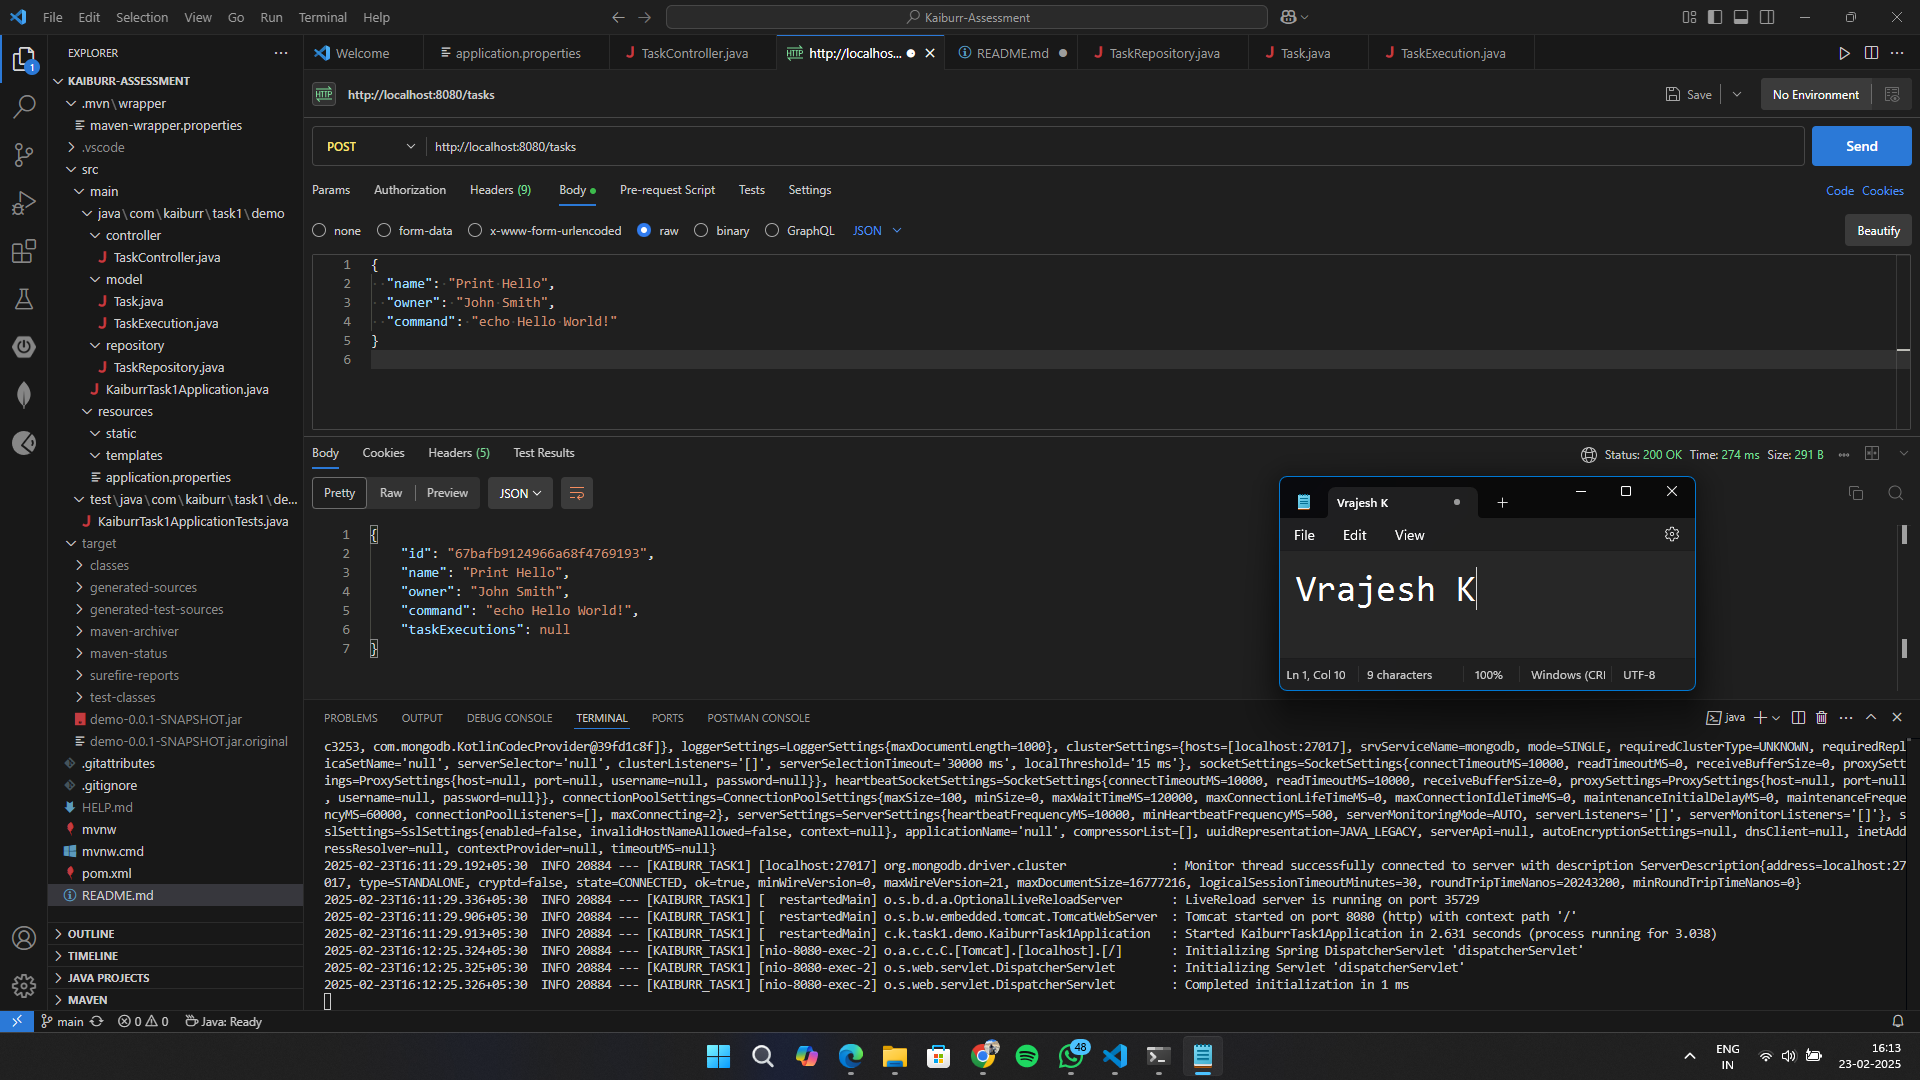 File Edit Selection View Go Run Terminal Help
Kaiburr-Assessment
EXPLORER
Welcome application.properties TaskController.java http://localhos... README.md TaskRepository.java Task.java TaskExecution.java
KAIBURR-ASSESSMENT
.mvn\wrapper
maven-wrapper.properties
.vscode
src
main
java\com\kaiburr\task1\demo
controller
TaskController.java
model
Task.java
TaskExecution.java
repository
TaskRepository.java
KaiburrTask1Application.java
resources
static
templates
application.properties
test\java\com\kaiburr\task1\de...
KaiburrTask1ApplicationTests.java
target
classes
generated-sources
generated-test-sources
maven-archiver
maven-status
surefire-reports
test-classes
demo-0.0.1-SNAPSHOT.jar
demo-0.0.1-SNAPSHOT.jar.original
.gitattributes
.gitignore
HELP.md
mvnw
mvnw.cmd
pom.xml
README.md
OUTLINE
TIMELINE
JAVA PROJECTS
MAVEN
1
HTTP http://localhost:8080/tasks
Save No Environment
POST http://localhost:8080/tasks Send
Params Authorization Headers (9) Body Pre-request Script Tests Settings Code Cookies
none form-data x-www-form-urlencoded raw binary GraphQL JSON Beautify
1 {
2 "name": "Print Hello",
3 "owner": "John Smith",
4 "command": "echo Hello World!"
5 }
6
Body Cookies Headers (5) Test Results Status: 200 OK Time: 274 ms Size: 291 B
Pretty Raw Preview JSON
1 {
2 "id": "67bafb9124966a68f4769193",
3 "name": "Print Hello",
4 "owner": "John Smith",
5 "command": "echo Hello World!",
6 "taskExecutions": null
7 }
Vrajesh K
File Edit View
Vrajesh K
Ln 1, Col 10 9 characters 100% Windows (CRI UTF-8
PROBLEMS OUTPUT DEBUG CONSOLE TERMINAL PORTS POSTMAN CONSOLE java
c3253, com.mongodb.KotlinCodecProvider@39fd1c8f]}, loggerSettings=LoggerSettings{maxDocumentLength=1000}, clusterSettings={hosts=[localhost:27017], srvServiceName=mongodb, mode=SINGLE, requiredClusterType=UNKNOWN, requiredRepl
icaSetName='null', serverSelector='null', clusterListeners='[]', serverSelectionTimeout='30000 ms', localThreshold='15 ms'}, socketSettings=SocketSettings{connectTimeoutMS=10000, readTimeoutMS=0, receiveBufferSize=0, proxySett
ings=ProxySettings{host=null, port=null, username=null, password=null}}, heartbeatSocketSettings=SocketSettings{connectTimeoutMS=10000, readTimeoutMS=10000, receiveBufferSize=0, proxySettings=ProxySettings{host=null, port=null
, username=null, password=null}}, connectionPoolSettings=ConnectionPoolSettings{maxSize=100, minSize=0, maxWaitTimeMS=120000, maxConnectionLifeTimeMS=0, maxConnectionIdleTimeMS=0, maintenanceInitialDelayMS=0, maintenanceFreque
ncyMS=60000, connectionPoolListeners=[], maxConnecting=2}, serverSettings=ServerSettings{heartbeatFrequencyMS=10000, minHeartbeatFrequencyMS=500, serverMonitoringMode=AUTO, serverListeners='[]', serverMonitorListeners='[]'}, s
slSettings=SslSettings{enabled=false, invalidHostNameAllowed=false, context=null}, applicationName='null', compressorList=[], uuidRepresentation=JAVA_LEGACY, serverApi=null, autoEncryptionSettings=null, dnsClient=null, inetAdd
ressResolver=null, contextProvider=null, timeoutMS=null}
2025-02-23T16:11:29.192+05:30 INFO 20884 --- [KAIBURR_TASK1] [localhost:27017] org.mongodb.driver.cluster : Monitor thread successfully connected to server with description ServerDescription{address=localhost:27
017, type=STANDALONE, cryptd=false, state=CONNECTED, ok=true, minWireVersion=0, maxWireVersion=21, maxDocumentSize=16777216, logicalSessionTimeoutMinutes=30, roundTripTimeNanos=20243200, minRoundTripTimeNanos=0}
2025-02-23T16:11:29.336+05:30 INFO 20884 --- [KAIBURR_TASK1] [ restartedMain] o.s.b.d.a.OptionalLiveReloadServer : LiveReload server is running on port 35729
2025-02-23T16:11:29.906+05:30 INFO 20884 --- [KAIBURR_TASK1] [ restartedMain] o.s.b.w.embedded.tomcat.TomcatWebServer : Tomcat started on port 8080 (http) with context path '/'
2025-02-23T16:11:29.913+05:30 INFO 20884 --- [KAIBURR_TASK1] [ restartedMain] c.k.task1.demo.KaiburrTask1Application : Started KaiburrTask1Application in 2.631 seconds (process running for 3.038)
2025-02-23T16:12:25.324+05:30 INFO 20884 --- [KAIBURR_TASK1] [nio-8080-exec-2] o.a.c.c.C.[Tomcat].[localhost].[/] : Initializing Spring DispatcherServlet 'dispatcherServlet'
2025-02-23T16:12:25.325+05:30 INFO 20884 --- [KAIBURR_TASK1] [nio-8080-exec-2] o.s.web.servlet.DispatcherServlet : Initializing Servlet 'dispatcherServlet'
2025-02-23T16:12:25.326+05:30 INFO 20884 --- [KAIBURR_TASK1] [nio-8080-exec-2] o.s.web.servlet.DispatcherServlet : Completed initialization in 1 ms
main 0 0 Java: Ready
48
ENG
IN
16:13
23-02-2025